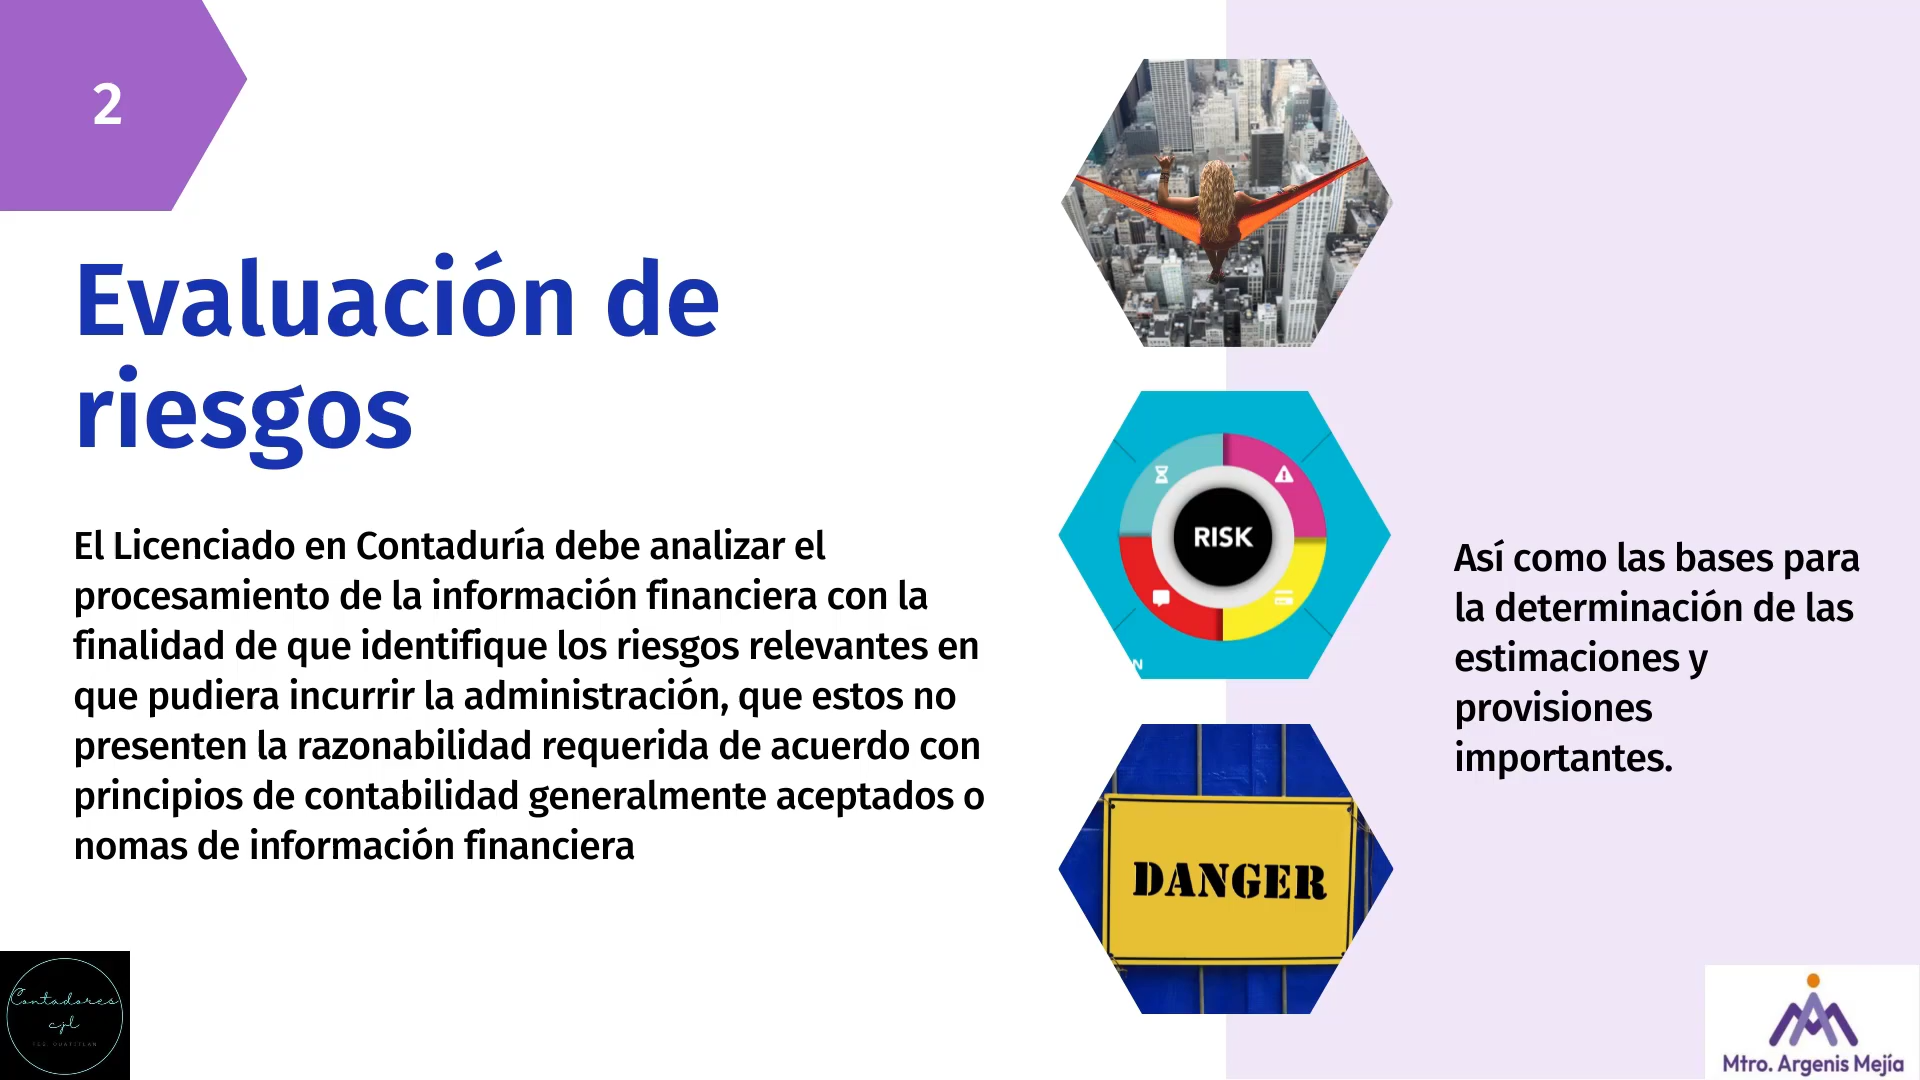 2
Evaluación de
riesgos
El Licenciado en Contaduría debe analizar el
procesamiento de la información financiera con la
finalidad de que identifique los riesgos relevantes en
que pudiera incurrir la administración, que estos no
presenten la razonabilidad requerida de acuerdo con
principios de contabilidad generalmente aceptados o
nomas de información financiera
RISK
N
DANGER
Así como las bases para
la determinación de las
estimaciones y
provisiones
importantes.
Contadores
cjl
Mtro. Argenis Mejía